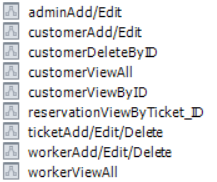 adminAdd/Edit
customerAdd/Edit
customerDeleteByID
customerViewAll
customerViewByID
reservationViewByTicket_ID
ticketAdd/Edit/Delete
workerAdd/Edit/Delete
workerViewAll